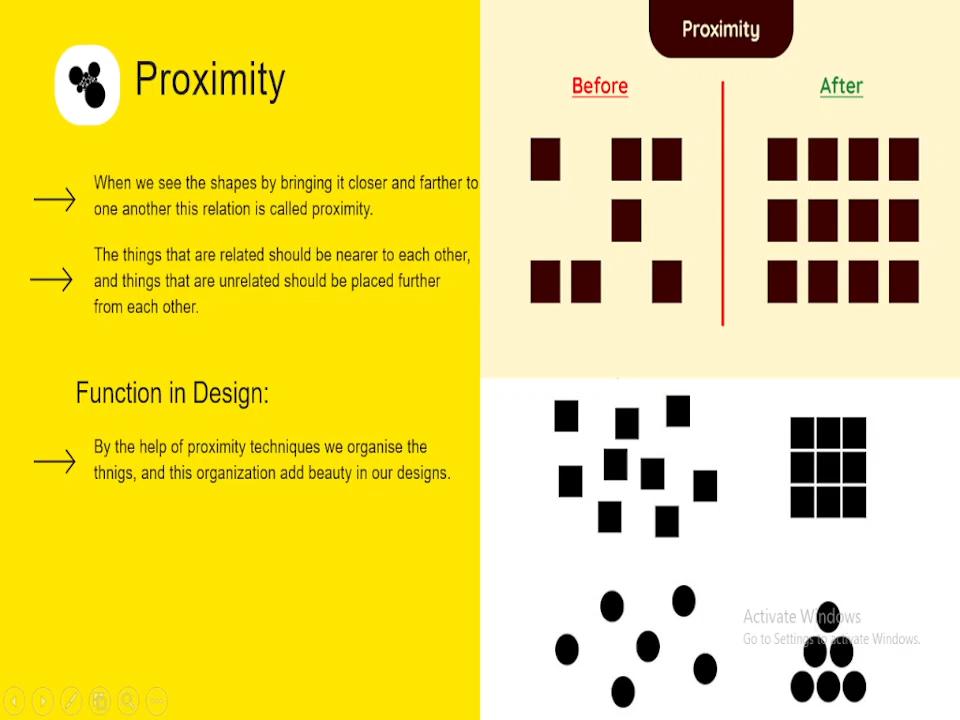 Proximity
When we see the shapes by bringing it closer and farther to
one another this relation is called proximity.
The things that are related should be nearer to each other,
and things that are unrelated should be placed further
from each other.
Function in Design:
By the help of proximity techniques we organise the
thnigs, and this organization add beauty in our designs.
Proximity
Before
After
Activate Windows
Go to Settings to activate Windows.